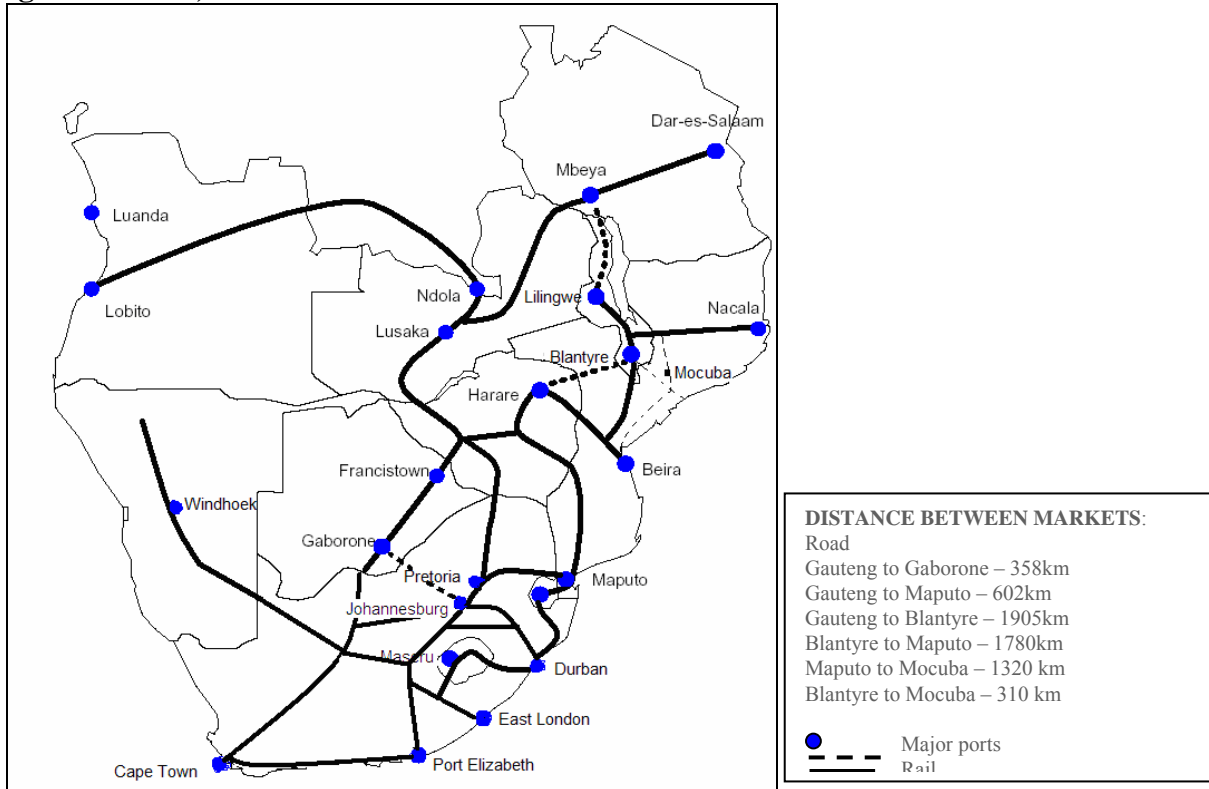 Dar-es-Salaam
Mbeya
Luanda
Ndola
Lilingwe
Nacala
Lobito
Lusaka
Blantyre
Mocuba
Harare
Francistown
Beira
Windhoek
Gaborone
Pretoria
Maputo
Johannesburg
Maseru
Durban
East London
Port Elizabeth
Cape Town
DISTANCE BETWEEN MARKETS:
Road
Gauteng to Gaborone – 358km
Gauteng to Maputo – 602km
Gauteng to Blantyre – 1905km
Blantyre to Maputo – 1780km
Maputo to Mocuba – 1320 km
Blantyre to Mocuba – 310 km
Major ports
Rail